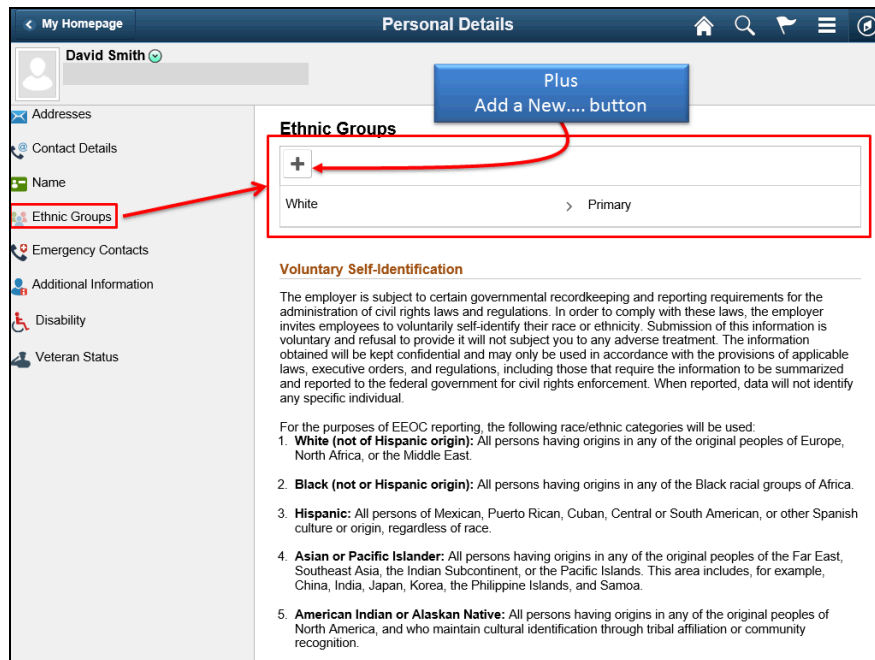 My Homepage
Personal Details
David Smith
Plus
Add a New.... button
Addresses
Contact Details
Name
Ethnic Groups
Emergency Contacts
Additional Information
Disability
Veteran Status
Ethnic Groups
White
Primary
Voluntary Self-Identification
The employer is subject to certain governmental recordkeeping and reporting requirements for the
administration of civil rights laws and regulations. In order to comply with these laws, the employer
invites employees to voluntarily self-identify their race or ethnicity. Submission of this information is
voluntary and refusal to provide it will not subject you to any adverse treatment. The information
obtained will be kept confidential and may only be used in accordance with the provisions of applicable
laws, executive orders, and regulations, including those that require the information to be summarized
and reported to the federal government for civil rights enforcement. When reported, data will not identify
any specific individual.
For the purposes of EEOC reporting, the following race/ethnic categories will be used:
1. White (not of Hispanic origin): All persons having origins in any of the original peoples of Europe,
North Africa, or the Middle East.
2. Black (not or Hispanic origin): All persons having origins in any of the Black racial groups of Africa.
3. Hispanic: All persons of Mexican, Puerto Rican, Cuban, Central or South American, or other Spanish
culture or origin, regardless of race.
4. Asian or Pacific Islander: All persons having origins in any of the original peoples of the Far East,
Southeast Asia, the Indian Subcontinent, or the Pacific Islands. This area includes, for example,
China, India, Japan, Korea, the Philippine Islands, and Samoa.
5. American Indian or Alaskan Native: All persons having origins in any of the original peoples of
North America, and who maintain cultural identification through tribal affiliation or community
recognition.